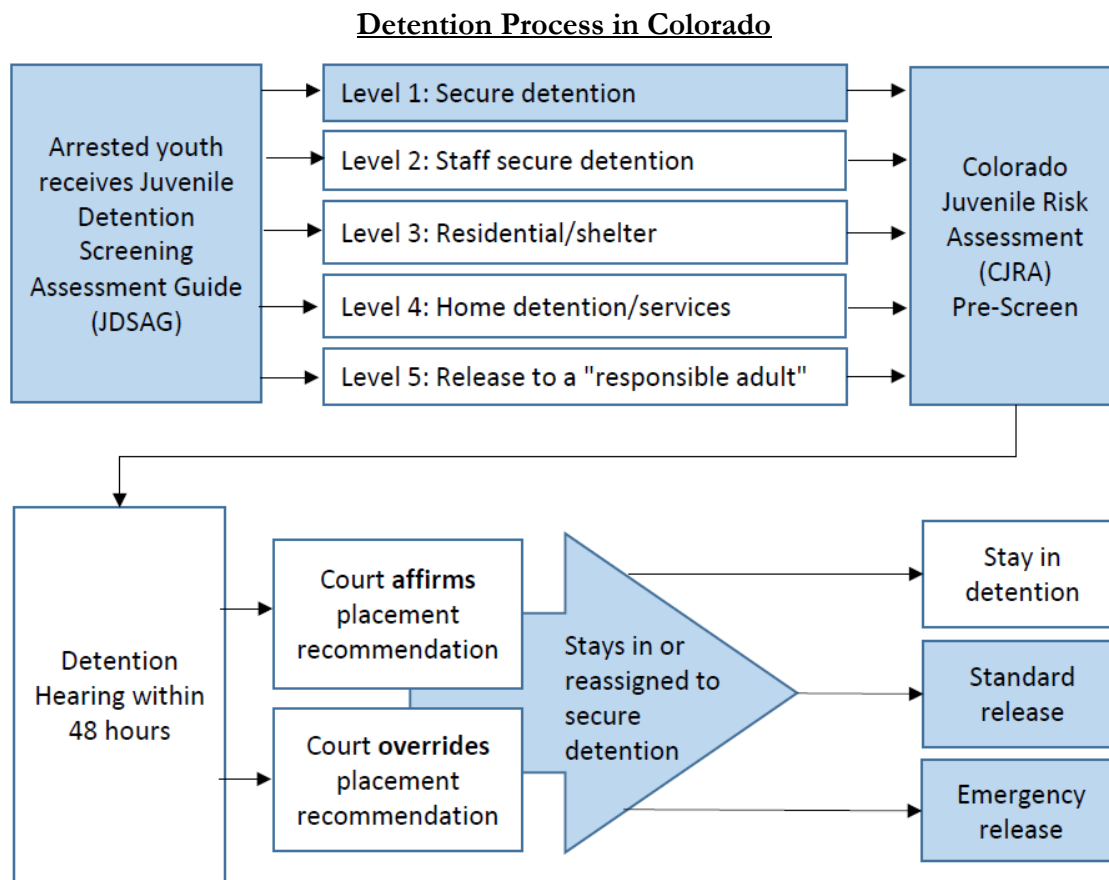 Detention Process in Colorado
Arrested youth
receives Juvenile
Detention
Screening
Assessment Guide
(JDSAG)
Level 1: Secure detention
Level 2: Staff secure detention
Level 3: Residential/shelter
Level 4: Home detention/services
Level 5: Release to a "responsible adult"
Colorado
Juvenile Risk
Assessment
(CJRA)
Pre-Screen
Detention
Hearing within
48 hours
Court affirms
placement
recommendation
Court overrides
placement
recommendation
Stays in or
reassigned to
secure
detention
Stay in
detention
Standard
release
Emergency
release